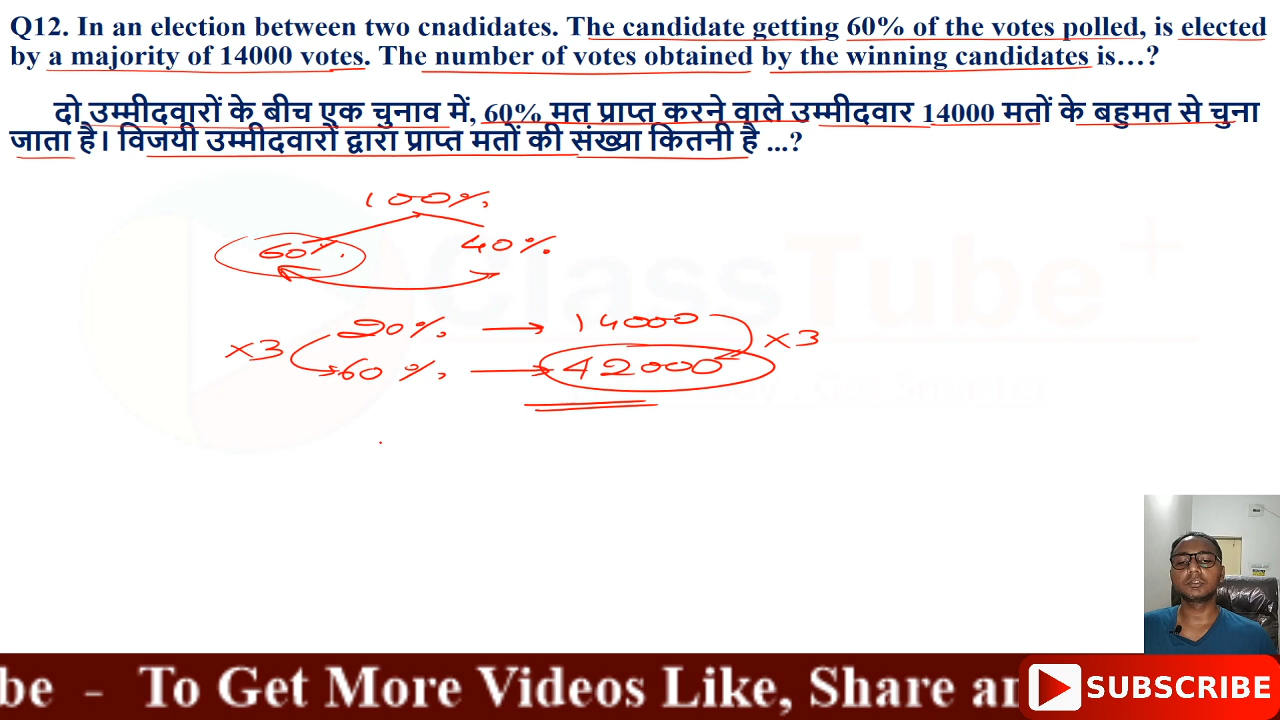 Q12. In an election between two cnadidates. The candidate getting 60% of the votes polled, is elected
by a majority of 14000 votes. The number of votes obtained by the winning candidates is…?
दो उम्मीदवारों के बीच एक चुनाव में, 60% मत प्राप्त करने वाले उम्मीदवार 14000 मतों के बहुमत से चुना
जाता है। विजयी उम्मीदवारों द्वारा प्राप्त मतों की संख्या कितनी है ...?
100%
60% 40%
20% → 14000
×3 ×3
60% → 42000
ClassTube+
be - To Get More Videos Like, Share an
SUBSCRIBE